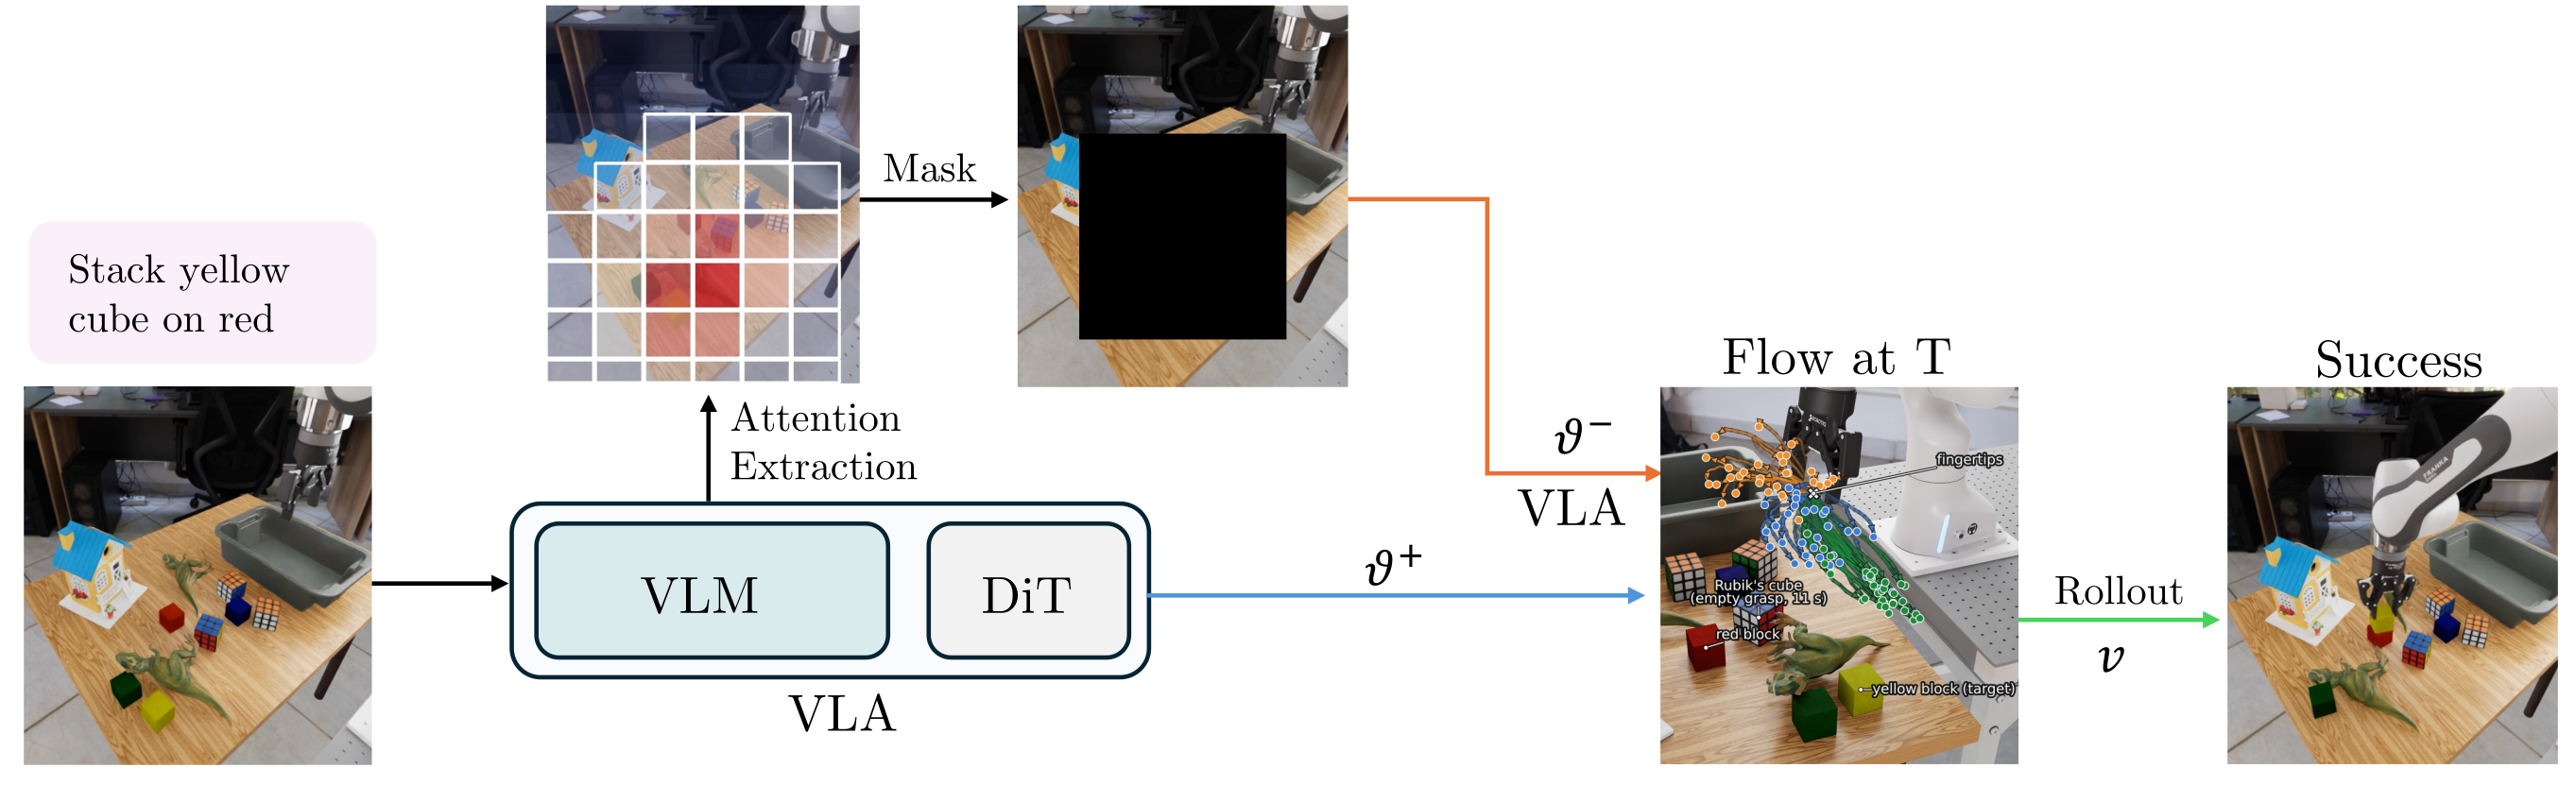 Stack yellow
cube on red
Attention
Extraction
VLM
DiT
VLA
Mask
ϑ⁻
VLA
ϑ⁺
Flow at T
fingertips
Rubik's cube
(empty grasp, 11 s)
red block
yellow block (target)
Rollout
v
Success
FRANKA